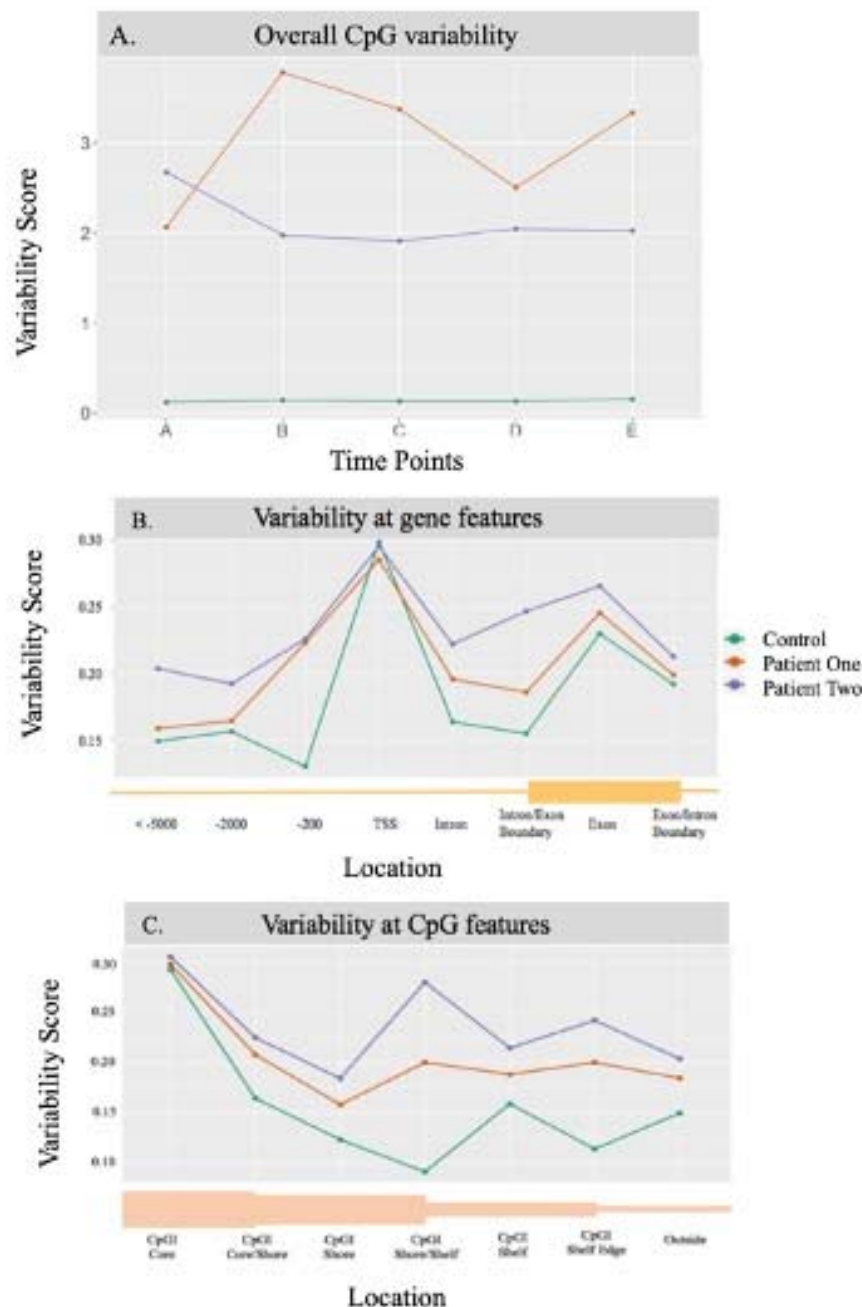 A. Overall CpG variability
Variability Score
3
2
1
0
A B C D E
Time Points
B. Variability at gene features
Variability Score
0.30
0.25
0.20
0.15
Control
Patient One
Patient Two
< -5000 -2000 -200 TSS Intron Intron/Exon Boundary Exon Exon/Intron Boundary
Location
C. Variability at CpG features
Variability Score
0.30
0.25
0.20
0.15
0.10
CpGI Core CpGI Core/Shore CpGI Shore CpGI Shore/Shelf CpGI Shelf CpGI Shelf Edge Outside
Location